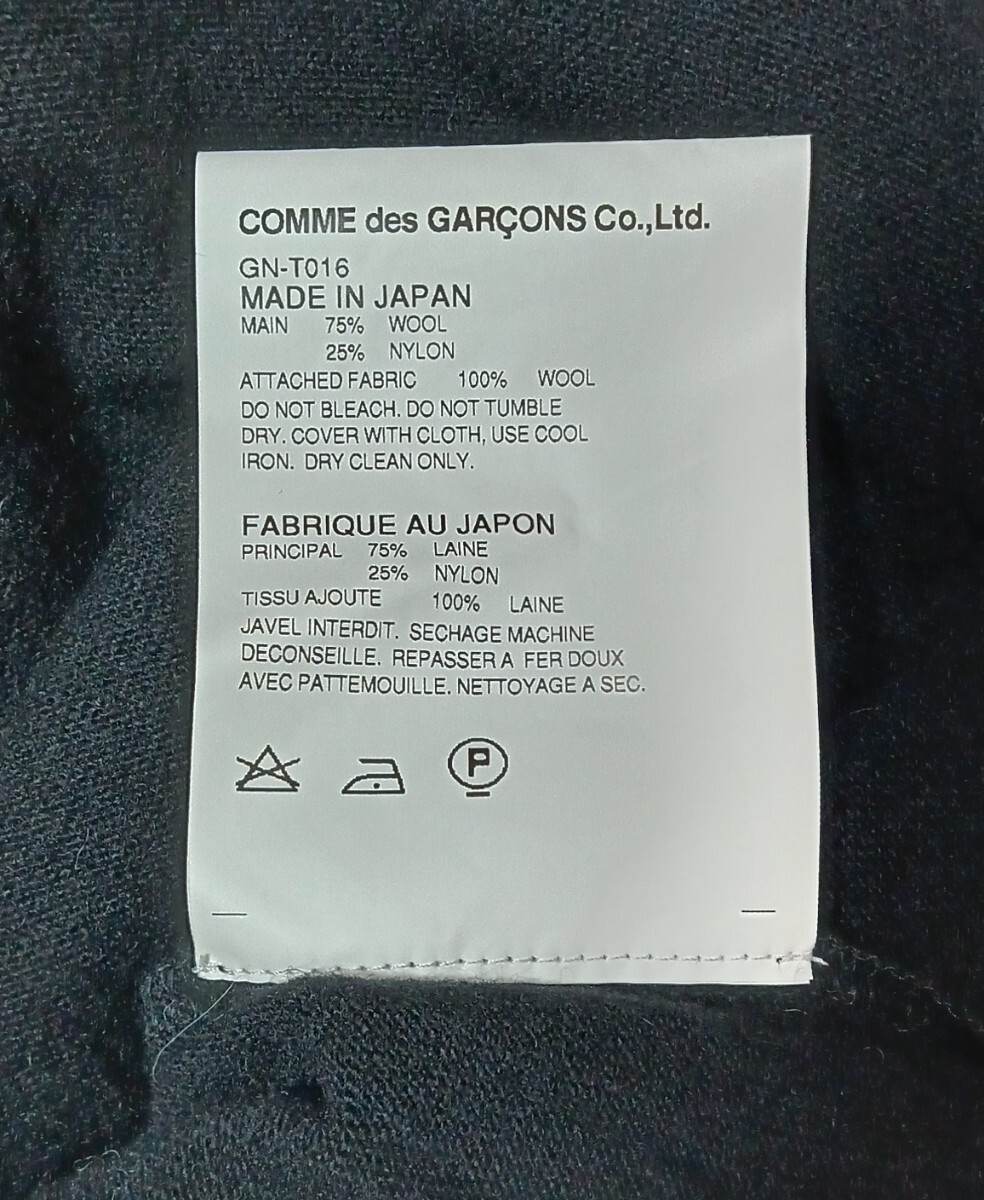 COMME des GARÇONS Co.,Ltd.
GN-T016
MADE IN JAPAN
MAIN 75% WOOL
25% NYLON
ATTACHED FABRIC 100% WOOL
DO NOT BLEACH. DO NOT TUMBLE
DRY. COVER WITH CLOTH, USE COOL
IRON. DRY CLEAN ONLY.
FABRIQUE AU JAPON
PRINCIPAL 75% LAINE
25% NYLON
TISSU AJOUTE 100% LAINE
JAVEL INTERDIT. SECHAGE MACHINE
DECONSEILLE. REPASSER A FER DOUX
AVEC PATTEMOUILLE. NETTOYAGE A SEC.
P